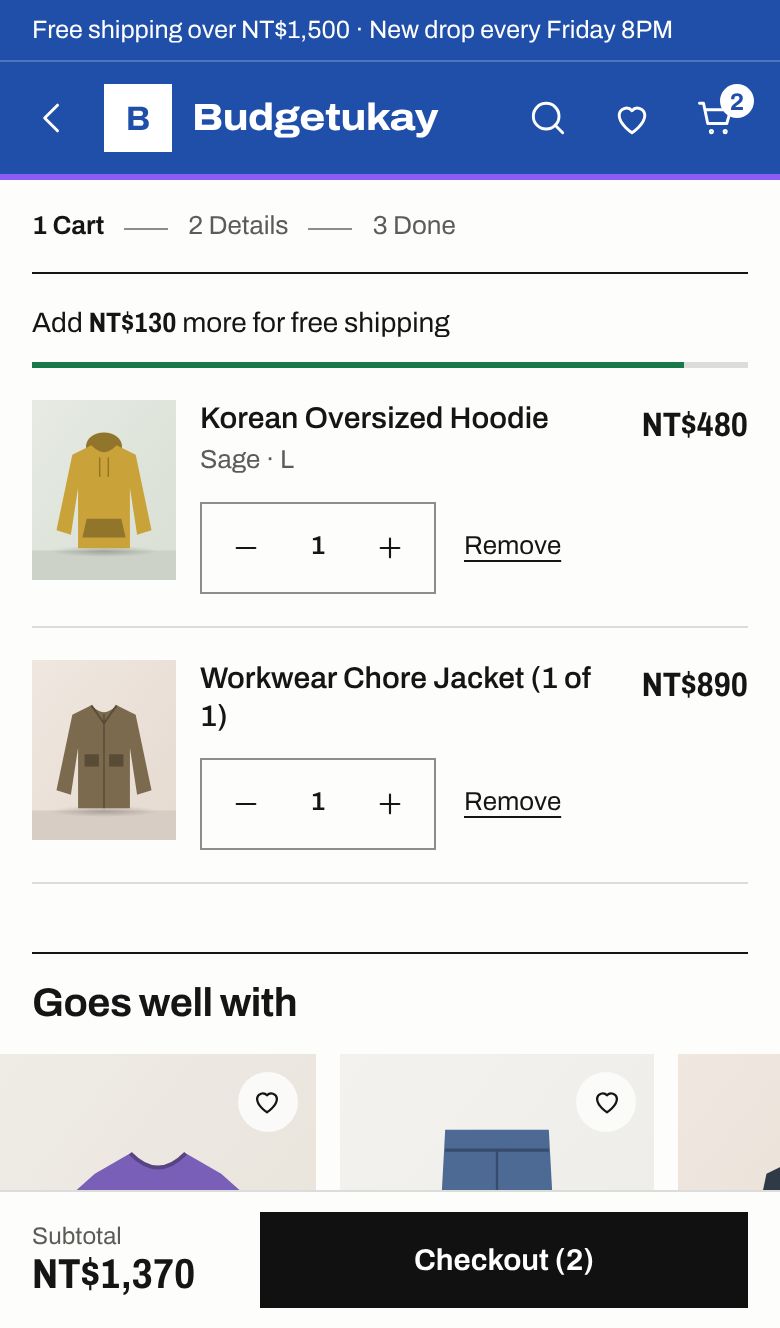 Free shipping over NT$1,500 · New drop every Friday 8PM
B Budgetukay 2
1 Cart 2 Details 3 Done
Add NT$130 more for free shipping
Korean Oversized Hoodie NT$480
Sage · L
− 1 + Remove
Workwear Chore Jacket (1 of NT$890
1)
− 1 + Remove
Goes well with
Subtotal
NT$1,370
Checkout (2)